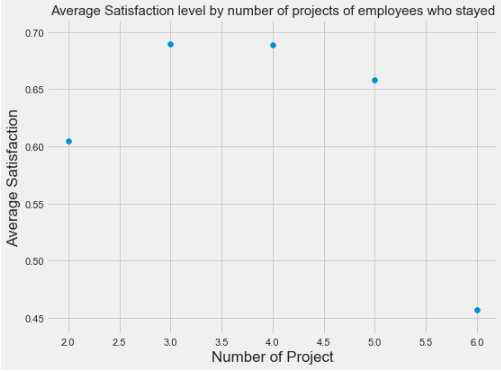 Average Satisfaction level by number of projects of employees who stayed
0.70
0.65
0.60
0.55
0.50
0.45
Average Satisfaction
2.0 2.5 3.0 3.5 4.0 4.5 5.0 5.5 6.0
Number of Project